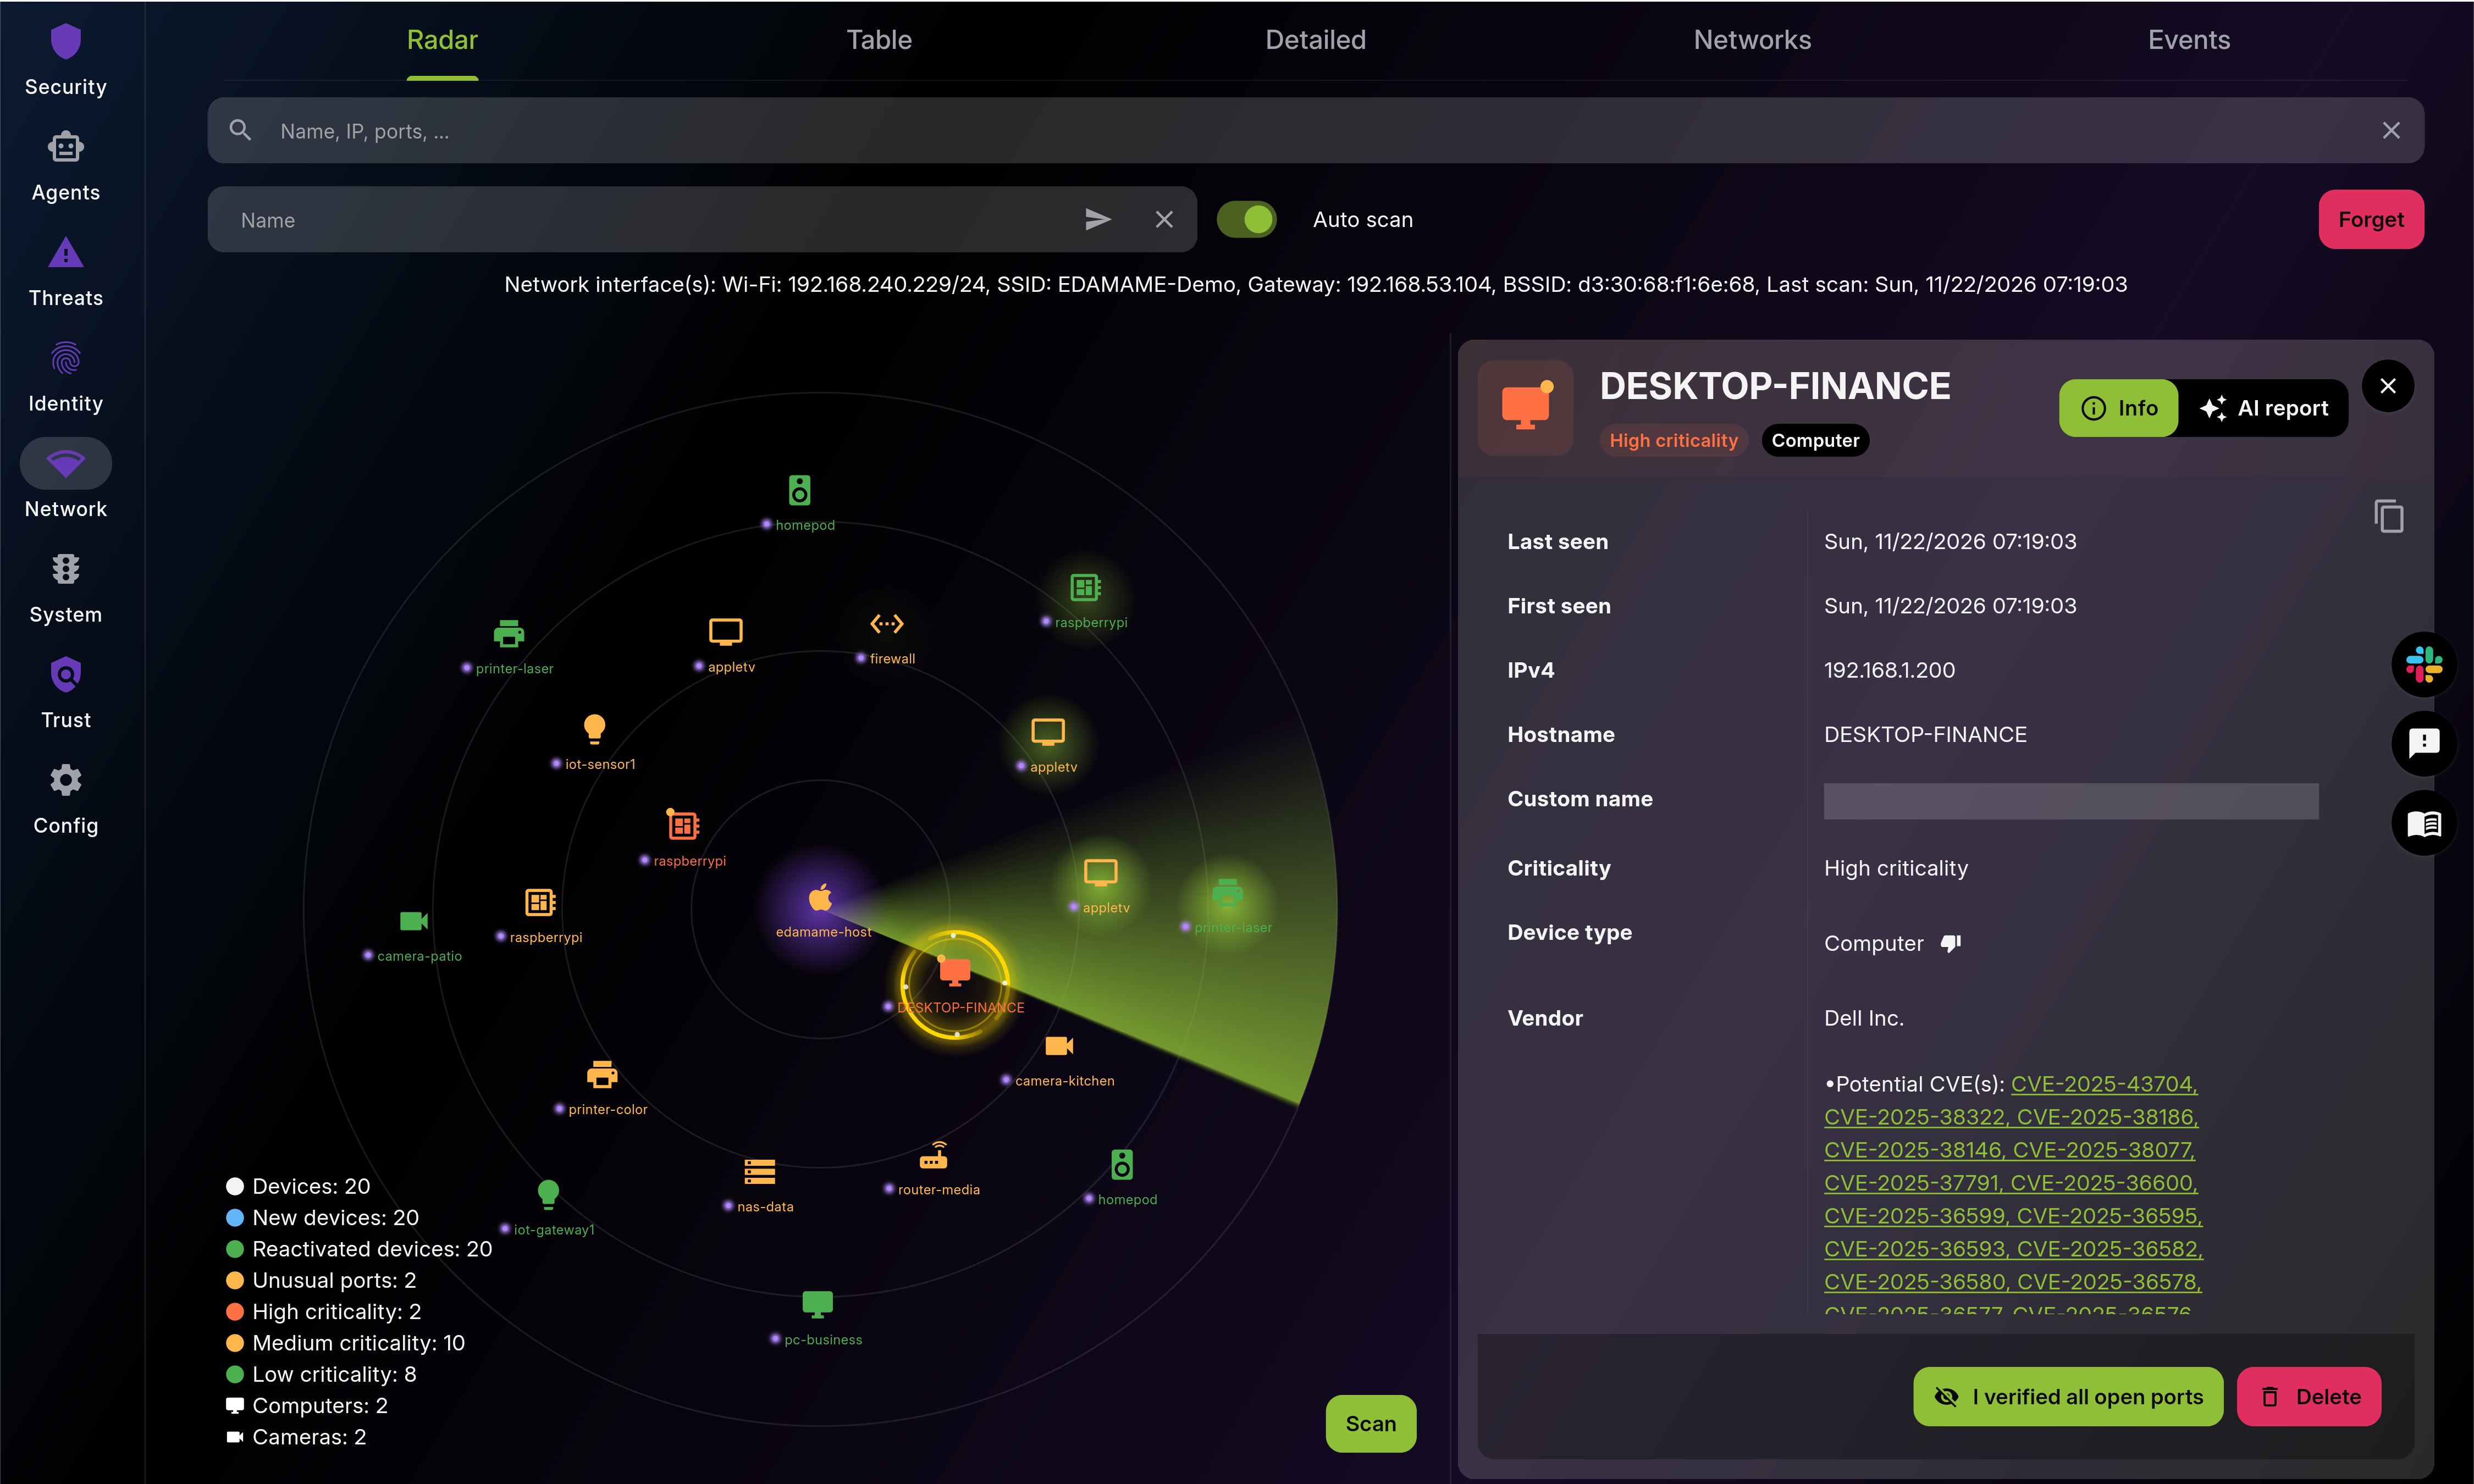 Security
Agents
Threats
Identity
Network
System
Trust
Config
Radar
Table
Detailed
Networks
Events
Name, IP, ports, ...
Name
Auto scan
Forget
Network interface(s): Wi-Fi: 192.168.240.229/24, SSID: EDAMAME-Demo, Gateway: 192.168.53.104, BSSID: d3:30:68:f1:6e:68, Last scan: Sun, 11/22/2026 07:19:03
homepod
raspberrypi
printer-laser
appletv
firewall
iot-sensor1
appletv
raspberrypi
appletv
printer-laser
edamame-host
raspberrypi
camera-patio
DESKTOP-FINANCE
camera-kitchen
printer-color
router-media
nas-data
homepod
iot-gateway1
pc-business
Devices: 20
New devices: 20
Reactivated devices: 20
Unusual ports: 2
High criticality: 2
Medium criticality: 10
Low criticality: 8
Computers: 2
Cameras: 2
Scan
DESKTOP-FINANCE
High criticality
Computer
Info
AI report
Last seen
Sun, 11/22/2026 07:19:03
First seen
Sun, 11/22/2026 07:19:03
IPv4
192.168.1.200
Hostname
DESKTOP-FINANCE
Custom name
Criticality
High criticality
Device type
Computer
Vendor
Dell Inc.
•Potential CVE(s): CVE-2025-43704,
CVE-2025-38322, CVE-2025-38186,
CVE-2025-38146, CVE-2025-38077,
CVE-2025-37791, CVE-2025-36600,
CVE-2025-36599, CVE-2025-36595,
CVE-2025-36593, CVE-2025-36582,
CVE-2025-36580, CVE-2025-36578,
CVE-2025-36577, CVE-2025-36576,
I verified all open ports
Delete